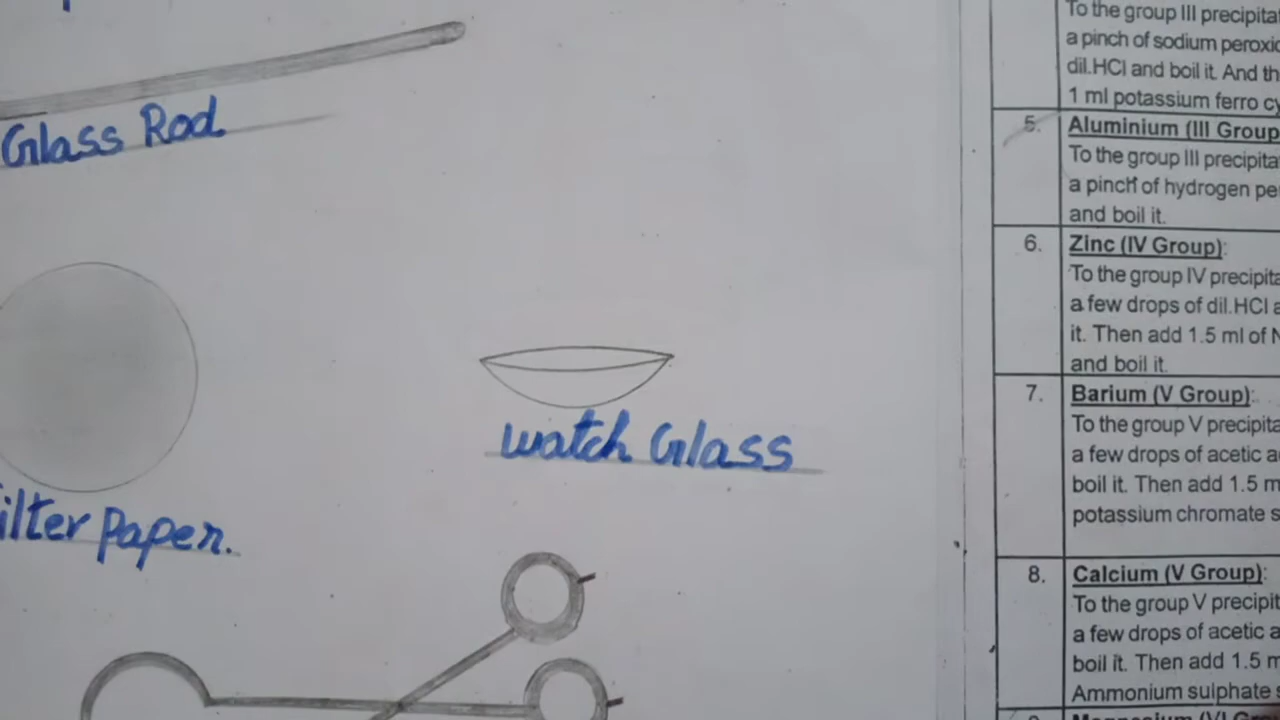 Glass Rod
watch Glass
ilter Paper.
To the group III precipita
a pinch of sodium peroxid
dil.HCl and boil it. And th
1 ml potassium ferro cy
5.
Aluminium (III Group
To the group III precipita
a pinch of hydrogen pe
and boil it.
6.
Zinc (IV Group):
To the group IV precipita
a few drops of dil.HCl a
it. Then add 1.5 ml of N
and boil it.
7.
Barium (V Group):
To the group V precipita
a few drops of acetic a
boil it. Then add 1.5 m
potassium chromate s
8.
Calcium (V Group):
To the group V precipit
a few drops of acetic a
boil it. Then add 1.5 m
Ammonium sulphate s